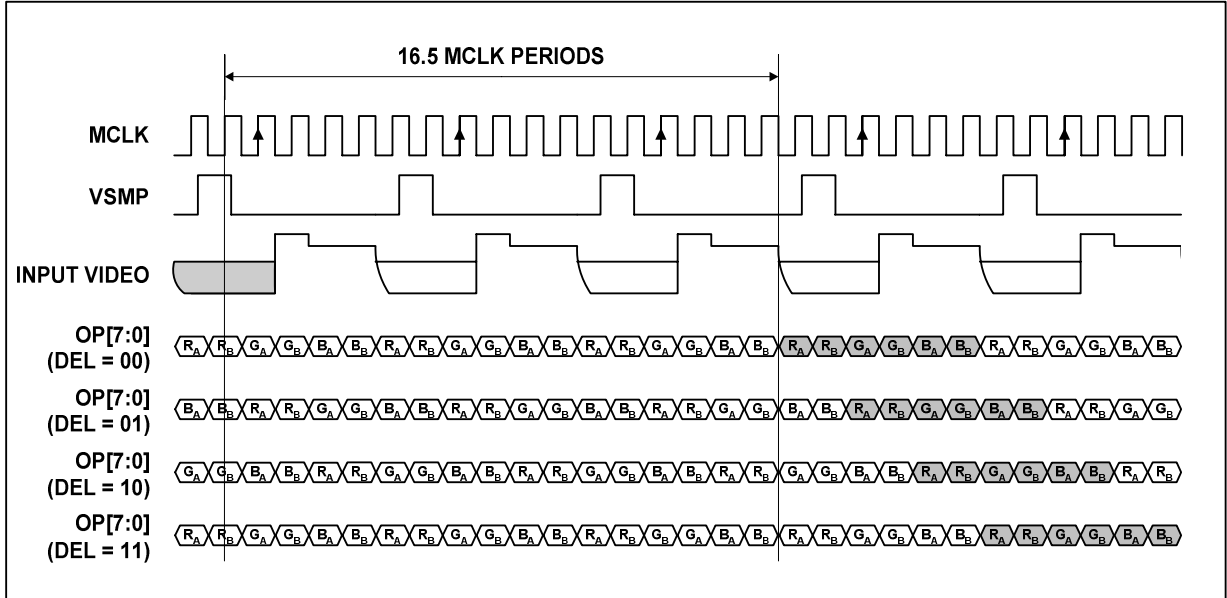 16.5 MCLK PERIODS
MCLK
VSMP
INPUT VIDEO
OP[7:0]
(DEL = 00)
RA RB GA GB BA BB RA RB GA GB BA BB RA RB GA GB BA BB RA RB GA GB BA BB RA RB GA GB BA BB
OP[7:0]
(DEL = 01)
BA BB RA RB GA GB BA BB RA RB GA GB BA BB RA RB GA GB BA BB RA RB GA GB BA BB RA RB GA GB
OP[7:0]
(DEL = 10)
GA GB BA BB RA RB GA GB BA BB RA RB GA GB BA BB RA RB GA GB BA BB RA RB GA GB BA BB RA RB
OP[7:0]
(DEL = 11)
RA RB GA GB BA BB RA RB GA GB BA BB RA RB GB GA BA BB RA RB GA GB BA BB RA RB GA GB BA BB